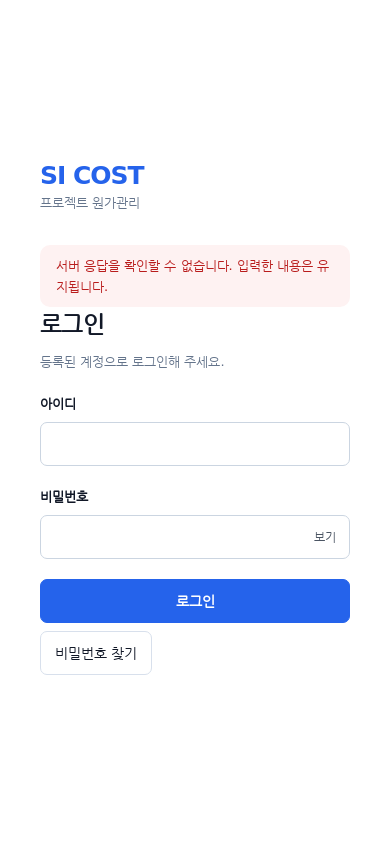 SI COST
프로젝트 원가관리
서버 응답을 확인할 수 없습니다. 입력한 내용은 유
지됩니다.
로그인
등록된 계정으로 로그인해 주세요.
아이디
비밀번호
보기
로그인
비밀번호 찾기